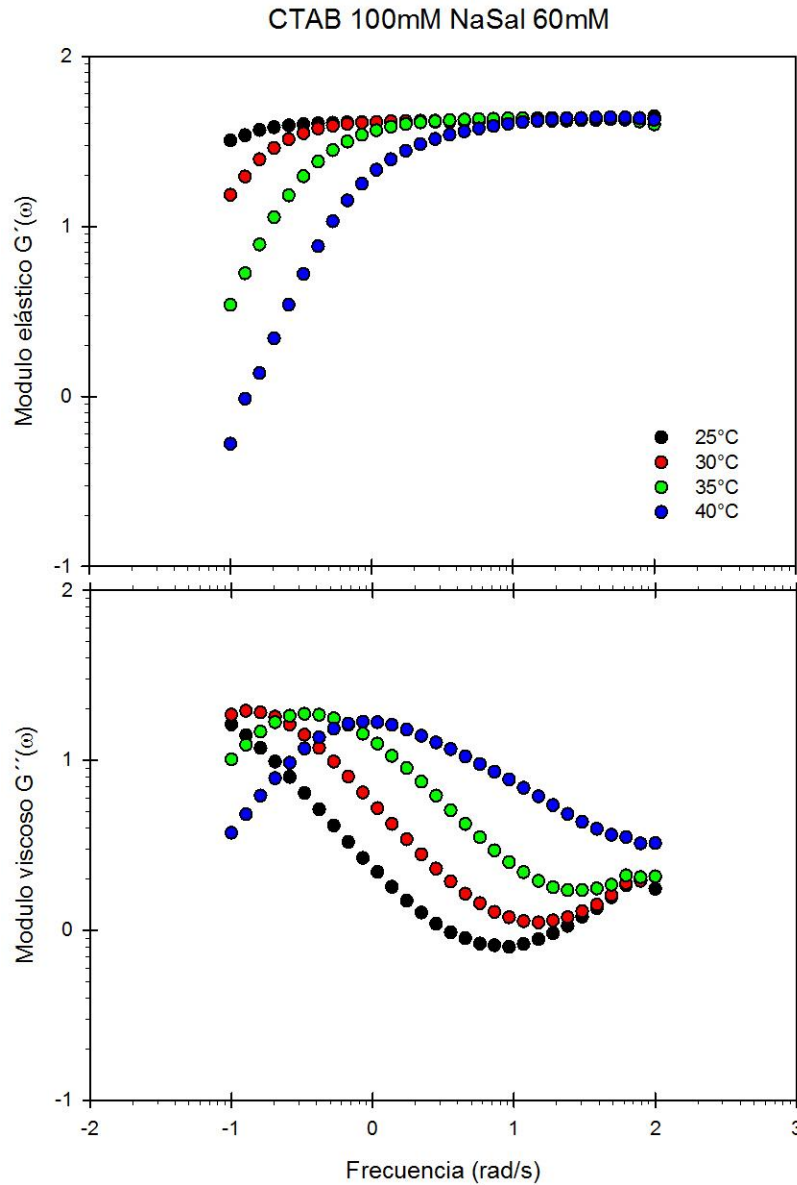 CTAB 100mM NaSal 60mM
2
1
0
-1
Modulo elástico G´(ω)
25°C
30°C
35°C
40°C
2
1
0
-1
Modulo viscoso G´´(ω)
-2 -1 0 1 2 3
Frecuencia (rad/s)